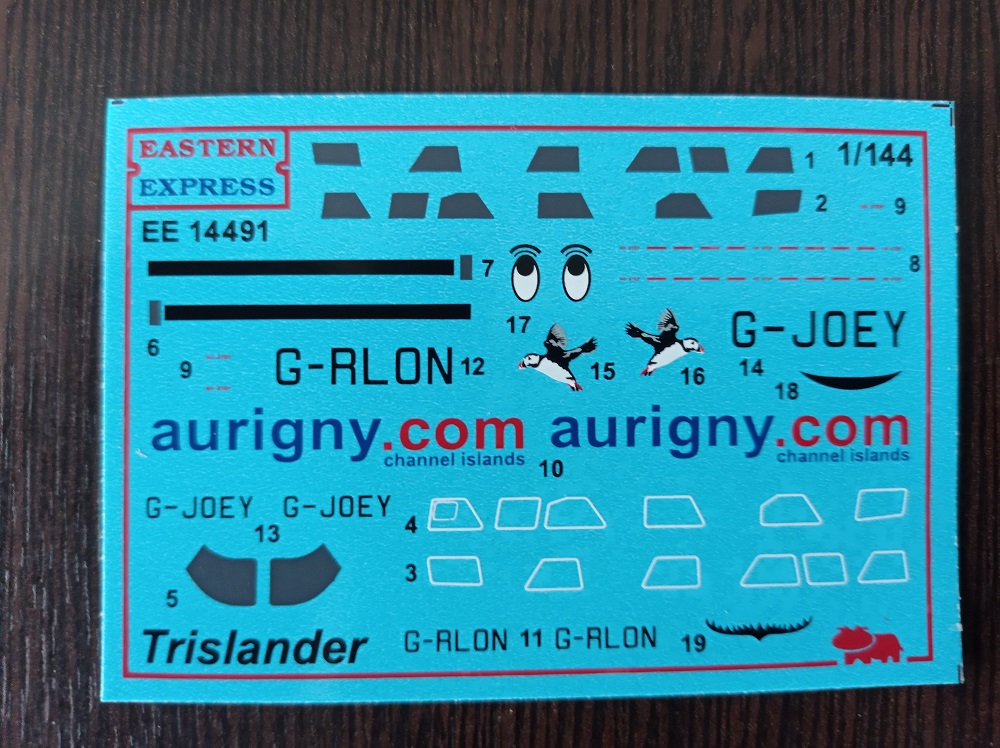 EASTERN
EXPRESS
1
1/144
2
9
EE 14491
7
8
17
6
9
G-RLON 12
15
16
G-JOEY
14
18
aurigny.com
channel islands
aurigny.com
channel islands
10
G-JOEY
G-JOEY
13
4
3
5
Trislander
G-RLON 11 G-RLON
19